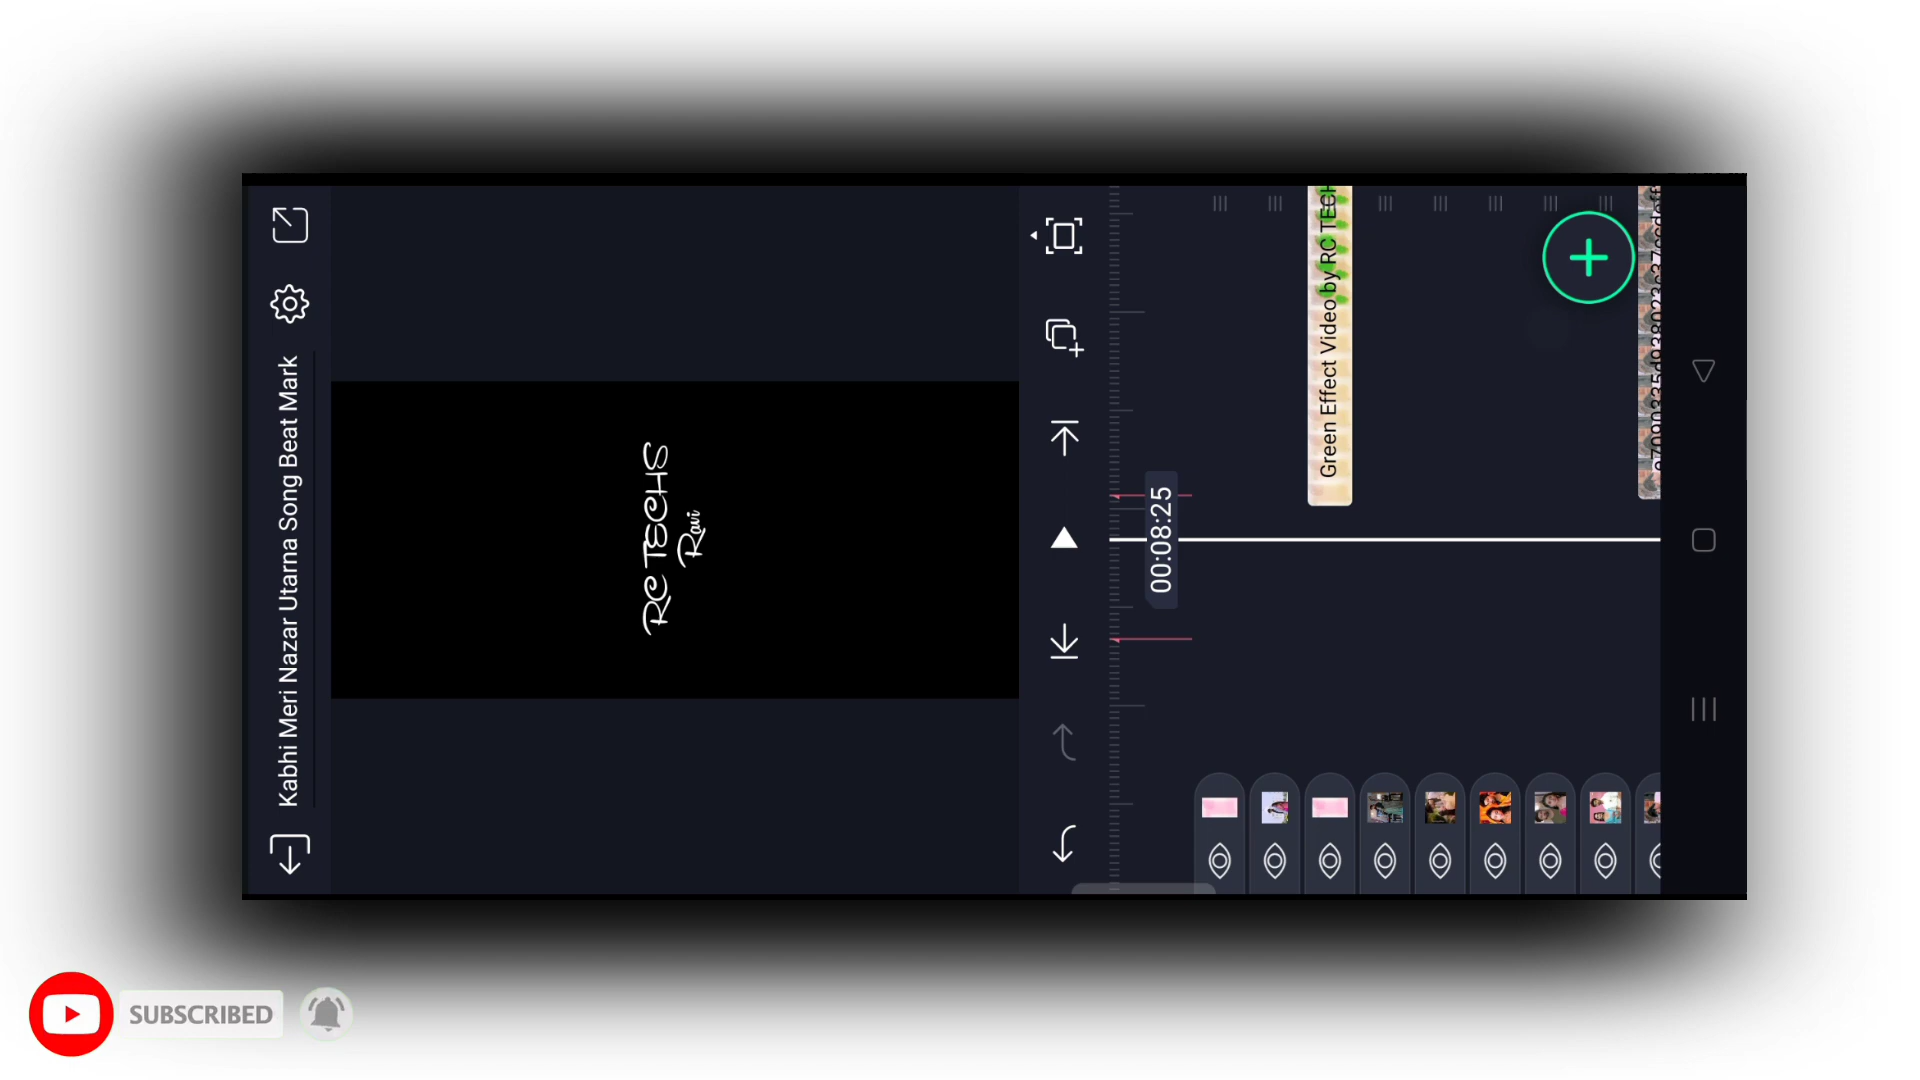 Kabhi Meri Nazar Utarna Song Beat Mark
RC TECHS
Ravi
00:08:25
Green Effect Video by RC TECH
SUBSCRIBED